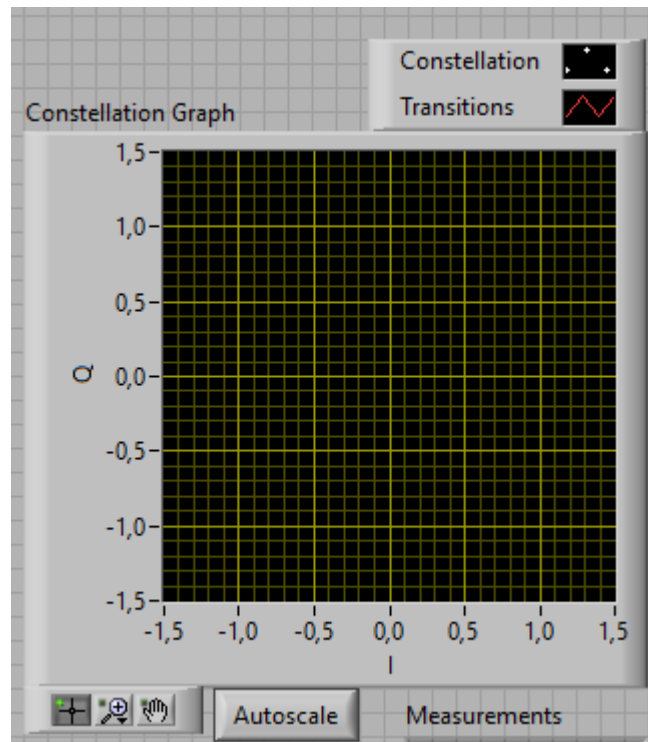 Constellation
Transitions
Constellation Graph
1,5
1,0
0,5
0,0
-0,5
-1,0
-1,5
Q
-1,5 -1,0 -0,5 0,0 0,5 1,0 1,5
I
Autoscale
Measurements